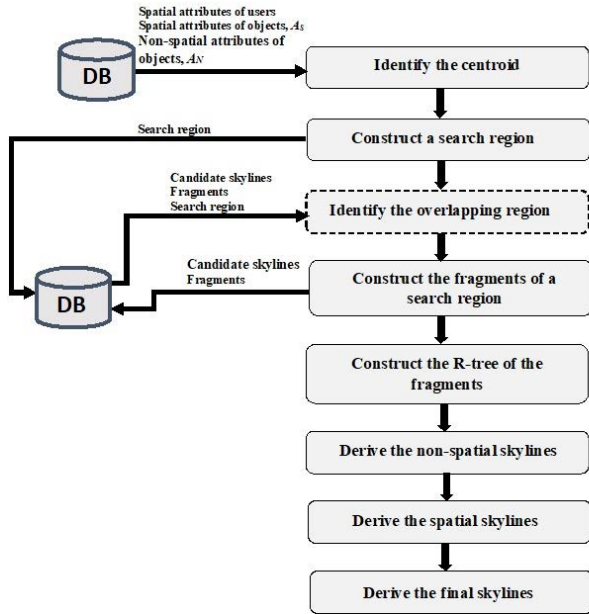 Spatial attributes of users
Spatial attributes of objects, AS
Non-spatial attributes of
objects, AN
DB
Identify the centroid
Search region
Construct a search region
Candidate skylines
Fragments
Search region
Identify the overlapping region
Candidate skylines
Fragments
DB
Construct the fragments of a
search region
Construct the R-tree of the
fragments
Derive the non-spatial skylines
Derive the spatial skylines
Derive the final skylines